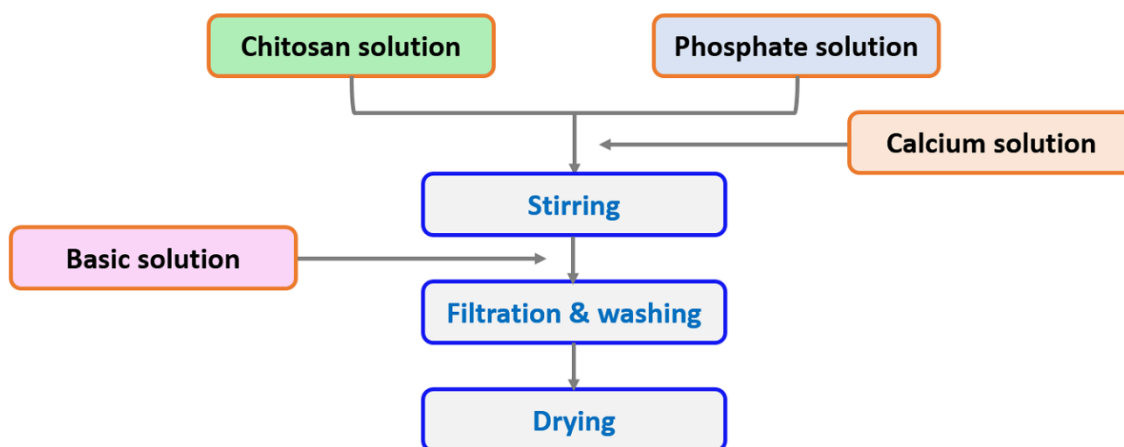 Chitosan solution
Phosphate solution
Calcium solution
Stirring
Basic solution
Filtration & washing
Drying